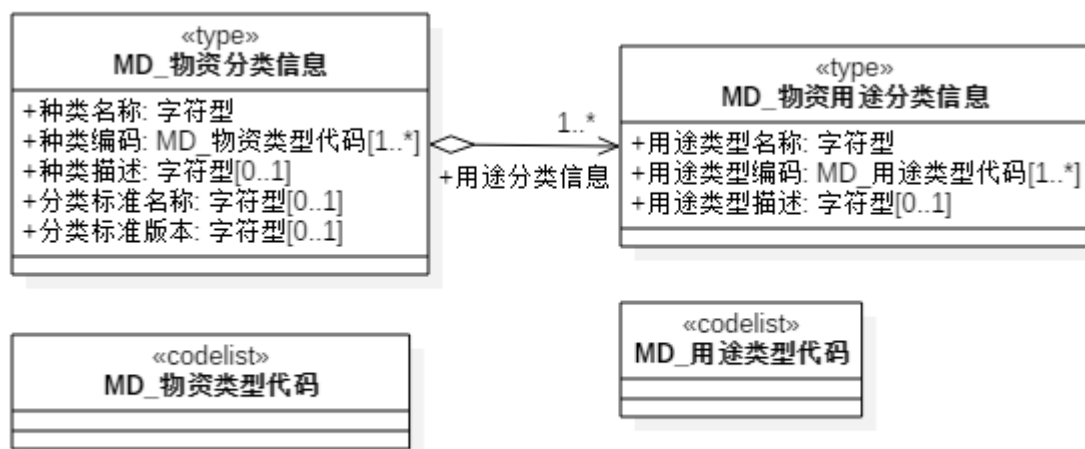 «type»
MD_物资分类信息
+种类名称: 字符型
+种类编码: MD_物资类型代码[1..*]
+种类描述: 字符型[0..1]
+分类标准名称: 字符型[0..1]
+分类标准版本: 字符型[0..1]
1..*
+用途分类信息
«type»
MD_物资用途分类信息
+用途类型名称: 字符型
+用途类型编码: MD_用途类型代码[1..*]
+用途类型描述: 字符型[0..1]
«codelist»
MD_物资类型代码
«codelist»
MD_用途类型代码